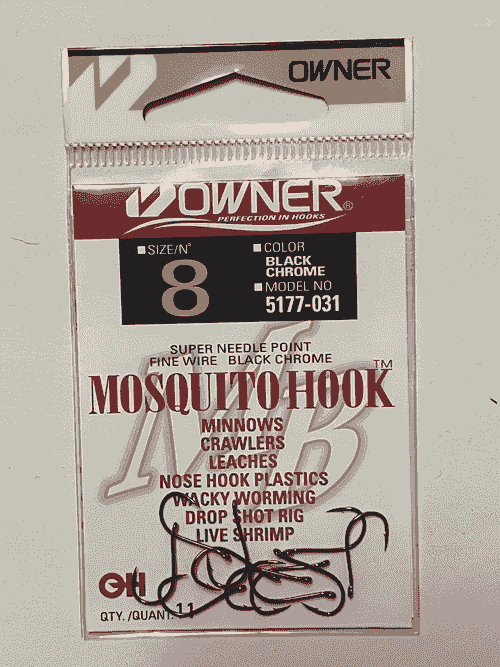 OWNER
OWNER®
PERFECTION IN HOOKS
SIZE/N°
8
COLOR
BLACK
CHROME
MODEL NO
5177-031
SUPER NEEDLE POINT
FINE WIRE BLACK CHROME
MOSQUITO HOOK™
MINNOWS
CRAWLERS
LEACHES
NOSE HOOK PLASTICS
WACKY WORMING
DROP SHOT RIG
LIVE SHRIMP
QTY./QUANT. 11